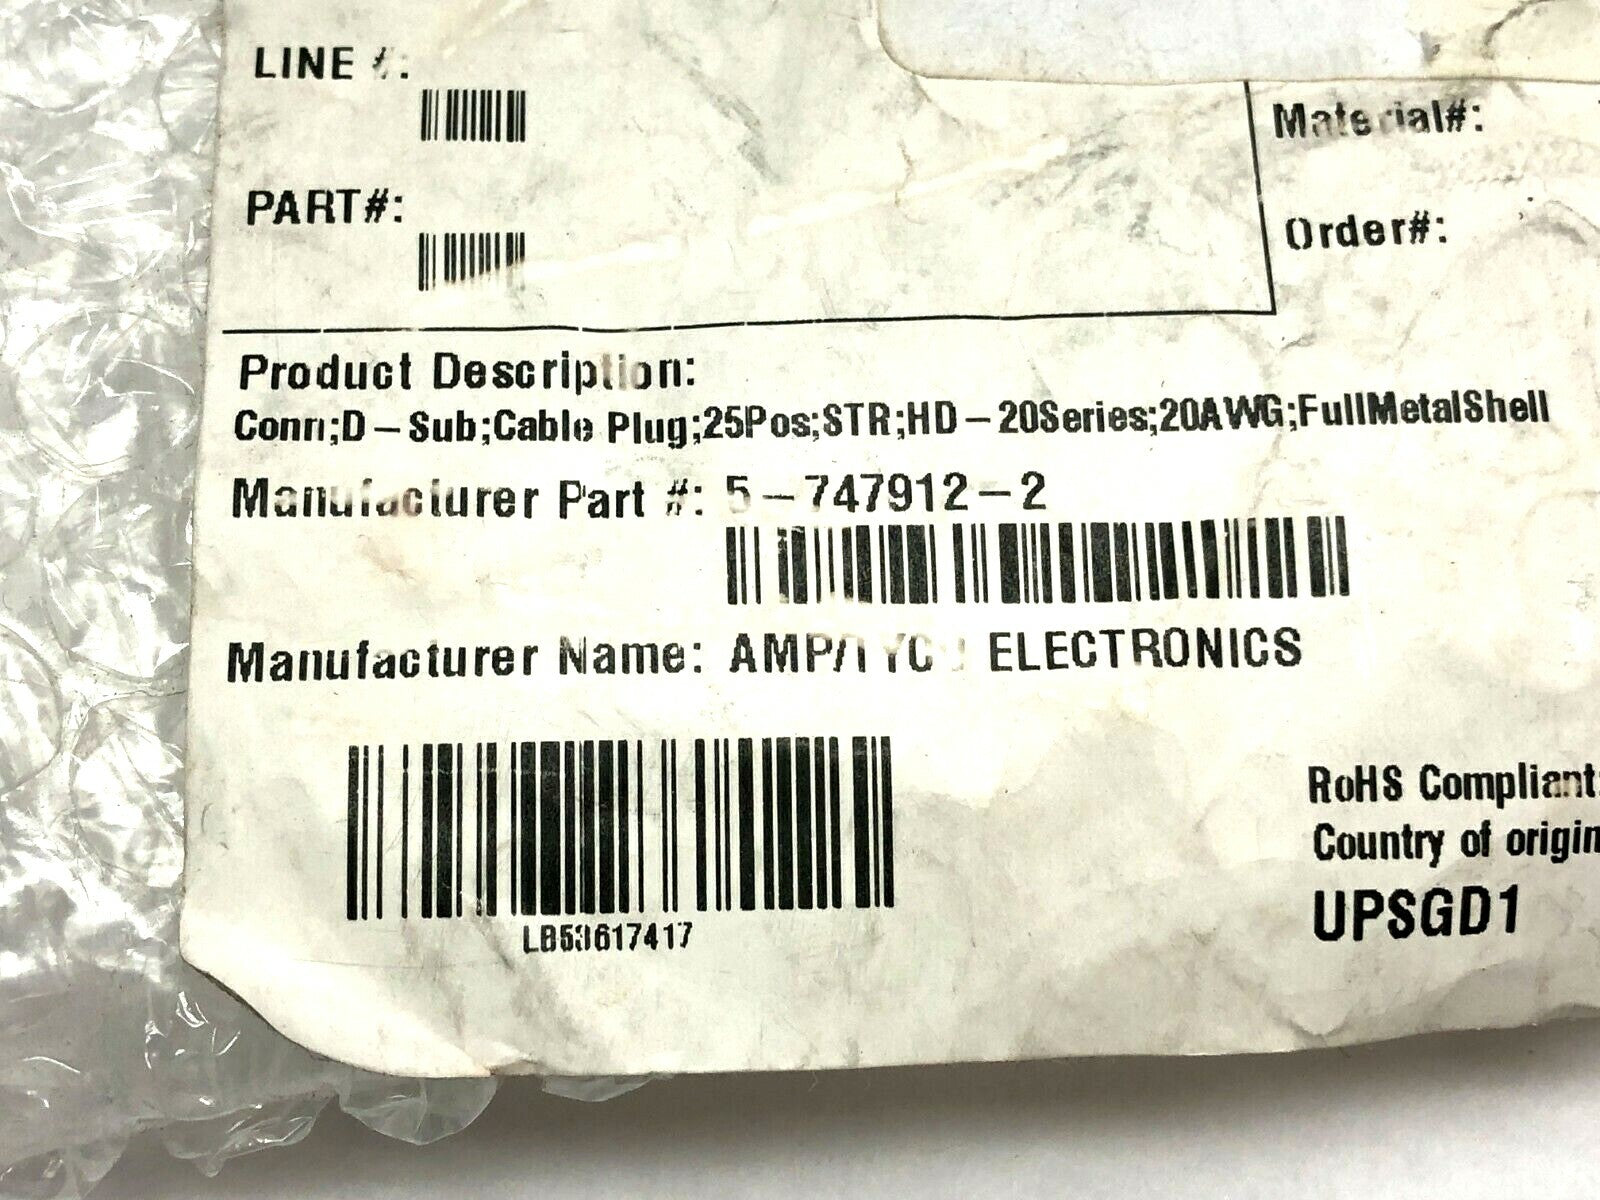 LINE #:
Material#:
PART#:
Order#:
Product Description:
Conn;D-Sub;Cable Plug;25Pos;STR;HD-20Series;20AWG;FullMetalShell
Manufacturer Part #: 5-747912-2
Manufacturer Name: AMP/TYCO ELECTRONICS
RoHS Compliant:
Country of origin
UPSGD1
LB53617417